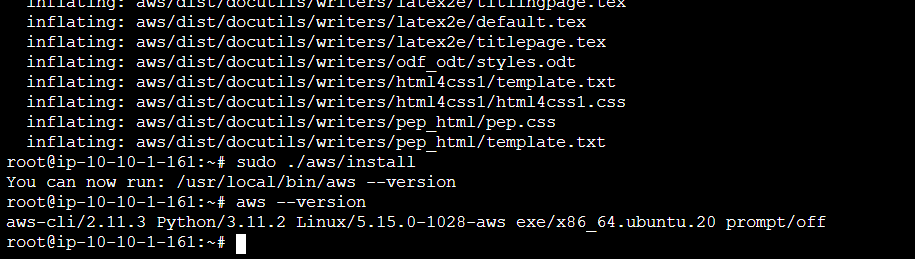 inflating: aws/dist/docutils/writers/latex2e/titlingpage.tex
inflating: aws/dist/docutils/writers/latex2e/default.tex
inflating: aws/dist/docutils/writers/latex2e/titlepage.tex
inflating: aws/dist/docutils/writers/odf_odt/styles.odt
inflating: aws/dist/docutils/writers/html4css1/template.txt
inflating: aws/dist/docutils/writers/html4css1/html4css1.css
inflating: aws/dist/docutils/writers/pep_html/pep.css
inflating: aws/dist/docutils/writers/pep_html/template.txt
root@ip-10-10-1-161:~# sudo ./aws/install
You can now run: /usr/local/bin/aws --version
root@ip-10-10-1-161:~# aws --version
aws-cli/2.11.3 Python/3.11.2 Linux/5.15.0-1028-aws exe/x86_64.ubuntu.20 prompt/off
root@ip-10-10-1-161:~#